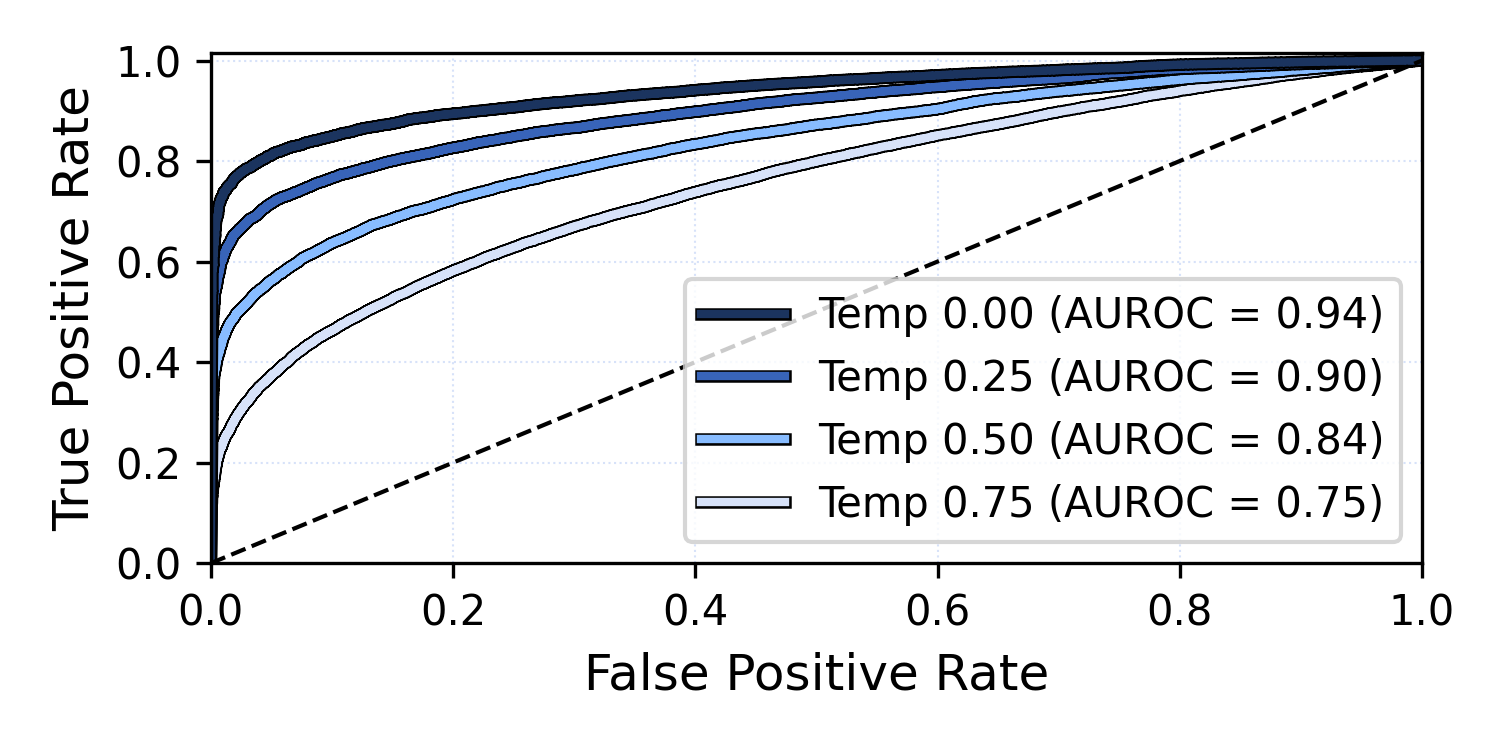 True Positive Rate
1.0
0.8
0.6
0.4
0.2
0.0
Temp 0.00 (AUROC = 0.94)
Temp 0.25 (AUROC = 0.90)
Temp 0.50 (AUROC = 0.84)
Temp 0.75 (AUROC = 0.75)
0.0 0.2 0.4 0.6 0.8 1.0
False Positive Rate